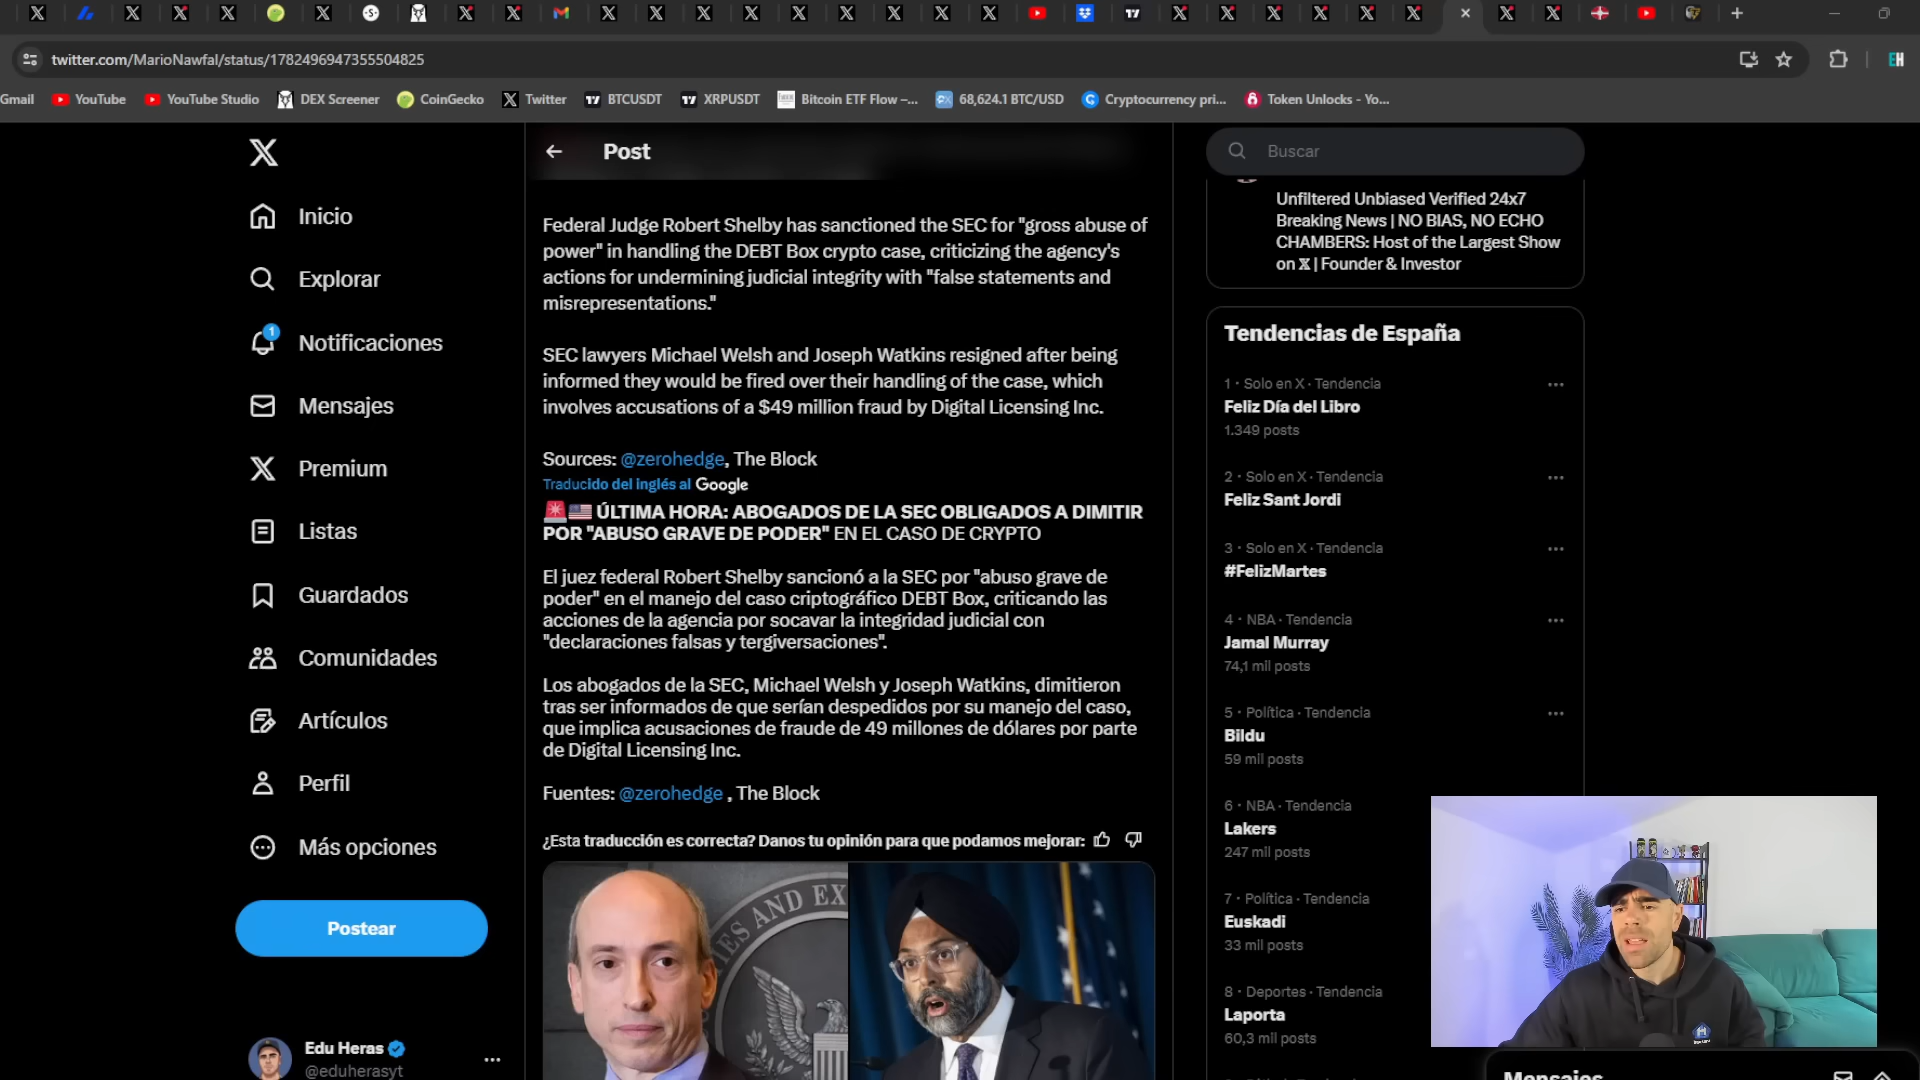 twitter.com/MarioNawfal/status/1782496947355504825
Gmail
YouTube
YouTube Studio
DEX Screener
CoinGecko
Twitter
BTCUSDT
XRPUSDT
Bitcoin ETF Flow –...
68,624.1 BTC/USD
Cryptocurrency pri...
Token Unlocks - Yo...
EH
Inicio
Explorar
1
Notificaciones
Mensajes
Premium
Listas
Guardados
Comunidades
Artículos
Perfil
Más opciones
Postear
Edu Heras
@eduherasyt
Post
Federal Judge Robert Shelby has sanctioned the SEC for "gross abuse of
power" in handling the DEBT Box crypto case, criticizing the agency's
actions for undermining judicial integrity with "false statements and
misrepresentations."
SEC lawyers Michael Welsh and Joseph Watkins resigned after being
informed they would be fired over their handling of the case, which
involves accusations of a $49 million fraud by Digital Licensing Inc.
Sources: @zerohedge, The Block
Traducido del inglés al Google
🚨🇺🇸 ÚLTIMA HORA: ABOGADOS DE LA SEC OBLIGADOS A DIMITIR
POR "ABUSO GRAVE DE PODER" EN EL CASO DE CRYPTO
El juez federal Robert Shelby sancionó a la SEC por "abuso grave de
poder" en el manejo del caso criptográfico DEBT Box, criticando las
acciones de la agencia por socavar la integridad judicial con
"declaraciones falsas y tergiversaciones".
Los abogados de la SEC, Michael Welsh y Joseph Watkins, dimitieron
tras ser informados de que serían despedidos por su manejo del caso,
que implica acusaciones de fraude de 49 millones de dólares por parte
de Digital Licensing Inc.
Fuentes: @zerohedge , The Block
¿Esta traducción es correcta? Danos tu opinión para que podamos mejorar:
IES AND EX
Buscar
Unfiltered Unbiased Verified 24x7
Breaking News | NO BIAS, NO ECHO
CHAMBERS: Host of the Largest Show
on 𝕏 | Founder & Investor
Tendencias de España
1 · Solo en X · Tendencia
Feliz Día del Libro
1.349 posts
2 · Solo en X · Tendencia
Feliz Sant Jordi
3 · Solo en X · Tendencia
#FelizMartes
4 · NBA · Tendencia
Jamal Murray
74,1 mil posts
5 · Política · Tendencia
Bildu
59 mil posts
6 · NBA · Tendencia
Lakers
247 mil posts
7 · Política · Tendencia
Euskadi
33 mil posts
8 · Deportes · Tendencia
Laporta
60,3 mil posts
Mensajes